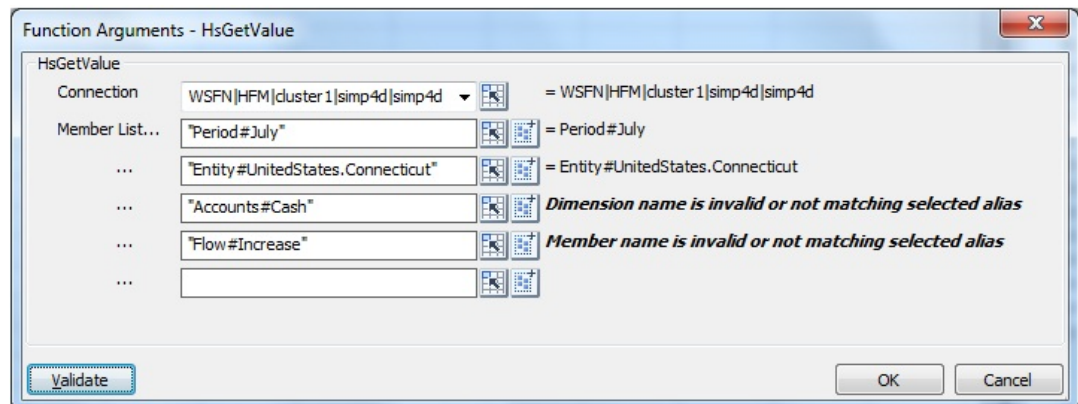 Function Arguments - HsGetValue
HsGetValue
Connection WSFN|HFM|cluster1|simp4d|simp4d = WSFN|HFM|cluster1|simp4d|simp4d
Member List... "Period#July" = Period#July
... "Entity#UnitedStates.Connecticut" = Entity#UnitedStates.Connecticut
... "Accounts#Cash" Dimension name is invalid or not matching selected alias
... "Flow#Increase" Member name is invalid or not matching selected alias
...
Validate OK Cancel